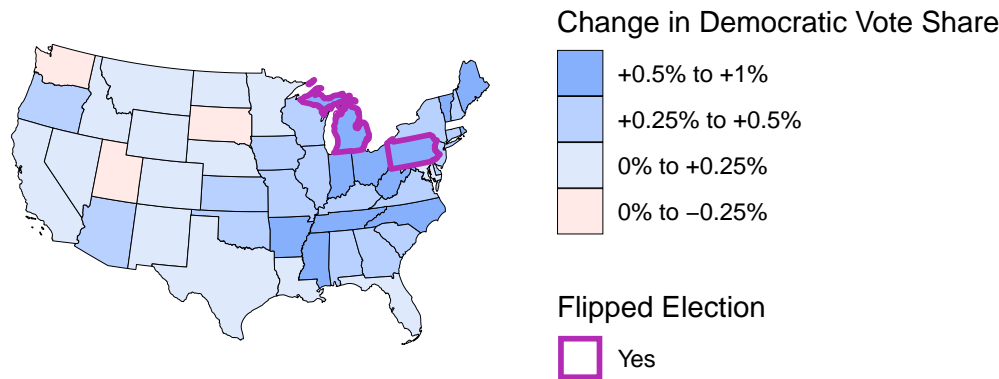 Change in Democratic Vote Share
+0.5% to +1%
+0.25% to +0.5%
0% to +0.25%
0% to −0.25%
Flipped Election
Yes